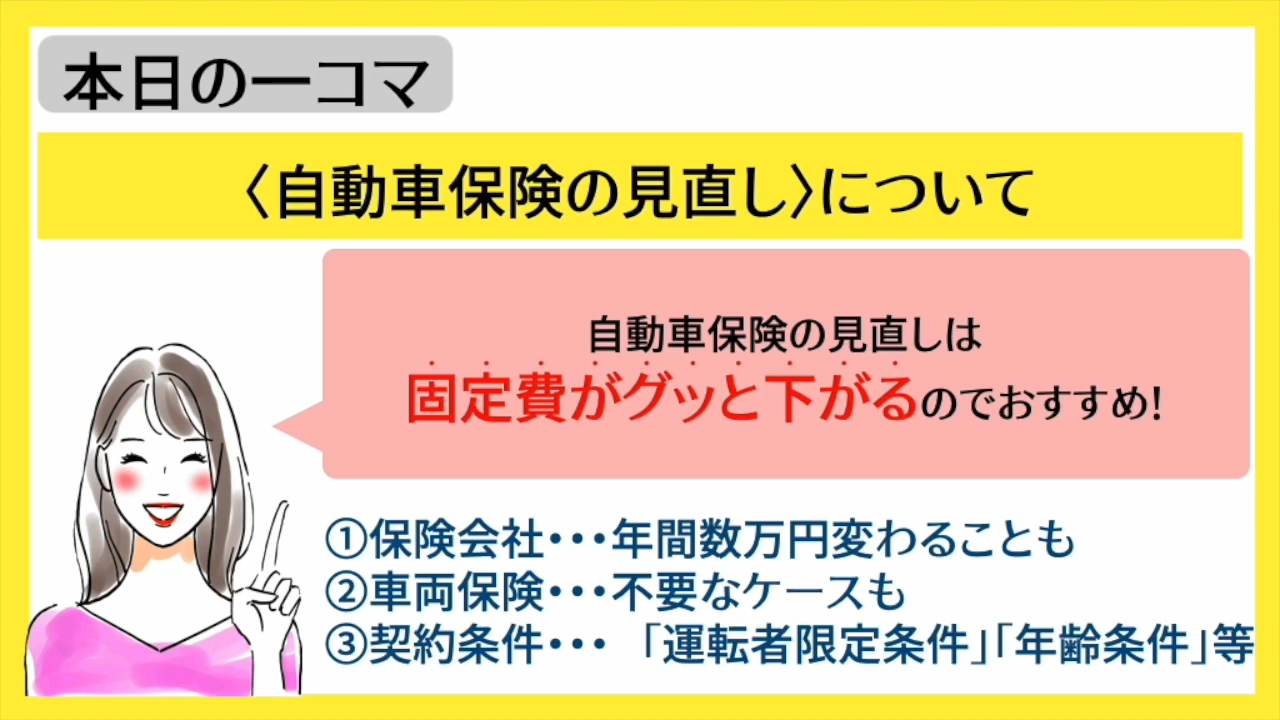 本日の一コマ
〈自動車保険の見直し〉について
自動車保険の見直しは
固定費がグッと下がるのでおすすめ!
①保険会社・・・年間数万円変わることも
②車両保険・・・不要なケースも
③契約条件・・・「運転者限定条件」「年齢条件」等